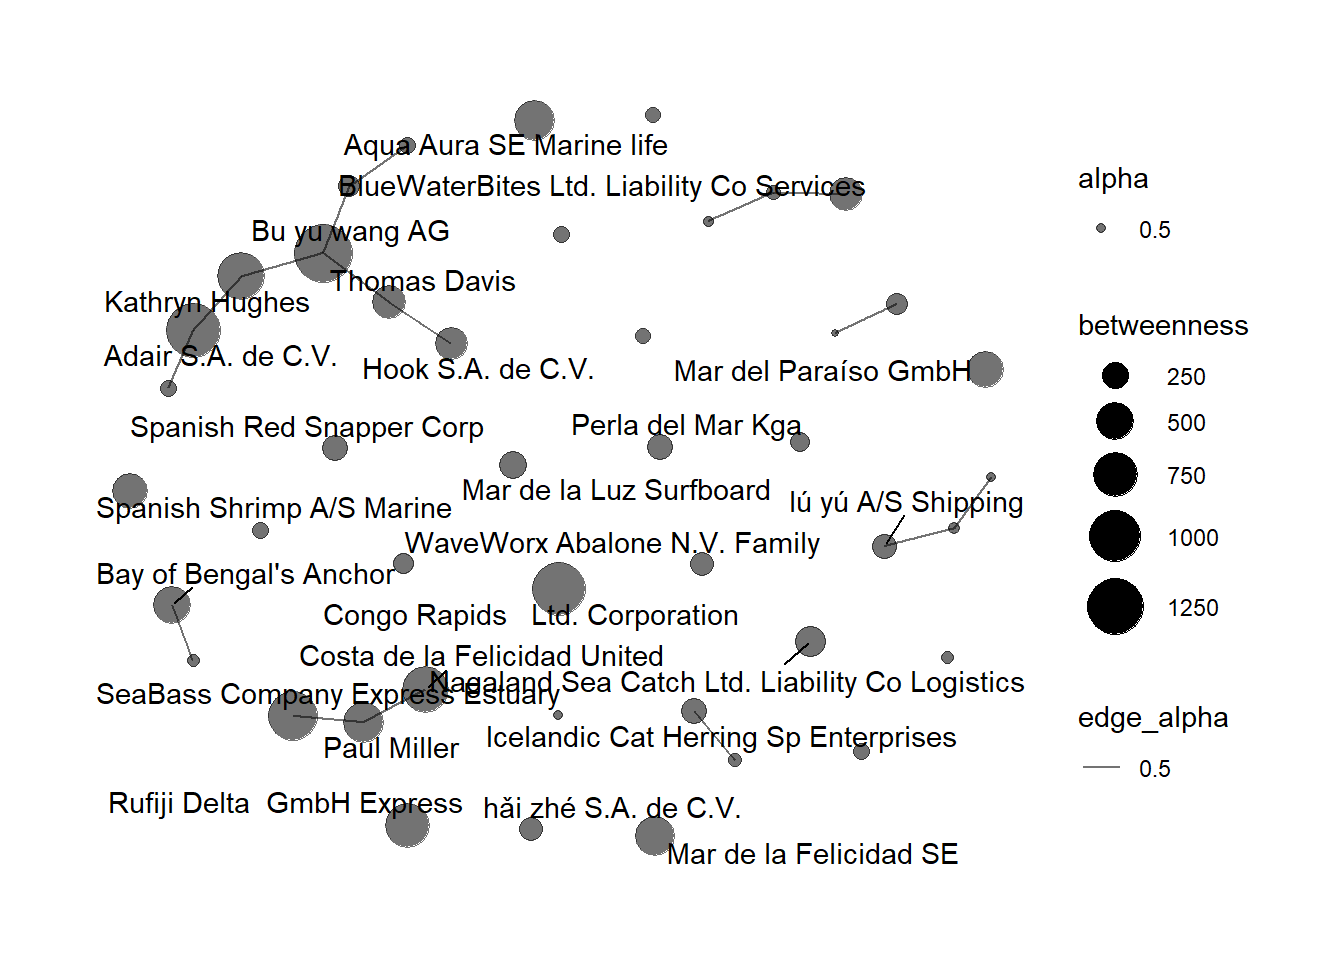 Aqua Aura SE Marine life
BlueWaterBites Ltd. Liability Co Services
Bu yu wang AG
Thomas Davis
Kathryn Hughes
Adair S.A. de C.V.
Hook S.A. de C.V.
Mar del Paraíso GmbH
Spanish Red Snapper Corp
Perla del Mar Kga
Mar de la Luz Surfboard
lú yú A/S Shipping
Spanish Shrimp A/S Marine
WaveWorx Abalone N.V. Family
Bay of Bengal's Anchor
Congo Rapids   Ltd. Corporation
Costa de la Felicidad United
Nagaland Sea Catch Ltd. Liability Co Logistics
SeaBass Company Express Estuary
Paul Miller
Icelandic Cat Herring Sp Enterprises
Rufiji Delta  GmbH Express
hǎi zhé S.A. de C.V.
Mar de la Felicidad SE
alpha
0.5
betweenness
250
500
750
1000
1250
edge_alpha
0.5